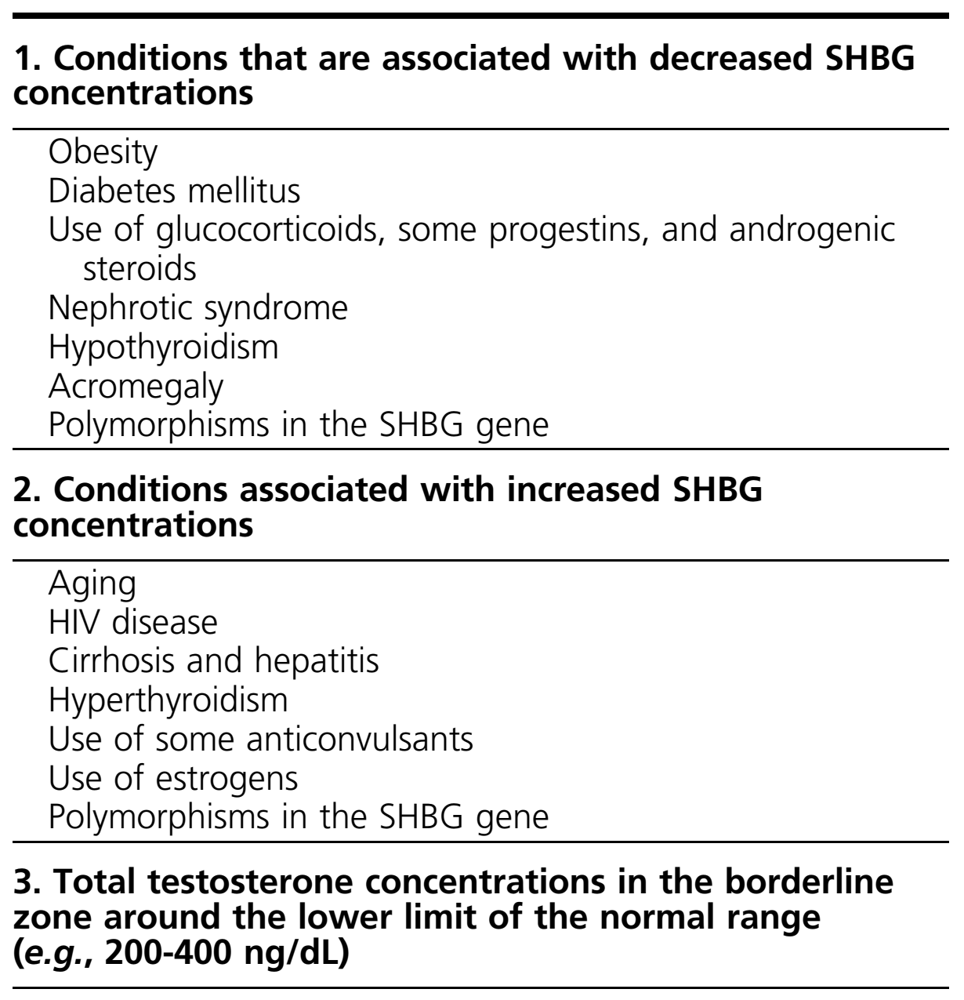 1. Conditions that are associated with decreased SHBG
concentrations
Obesity
Diabetes mellitus
Use of glucocorticoids, some progestins, and androgenic
steroids
Nephrotic syndrome
Hypothyroidism
Acromegaly
Polymorphisms in the SHBG gene
2. Conditions associated with increased SHBG
concentrations
Aging
HIV disease
Cirrhosis and hepatitis
Hyperthyroidism
Use of some anticonvulsants
Use of estrogens
Polymorphisms in the SHBG gene
3. Total testosterone concentrations in the borderline
zone around the lower limit of the normal range
(e.g., 200-400 ng/dL)